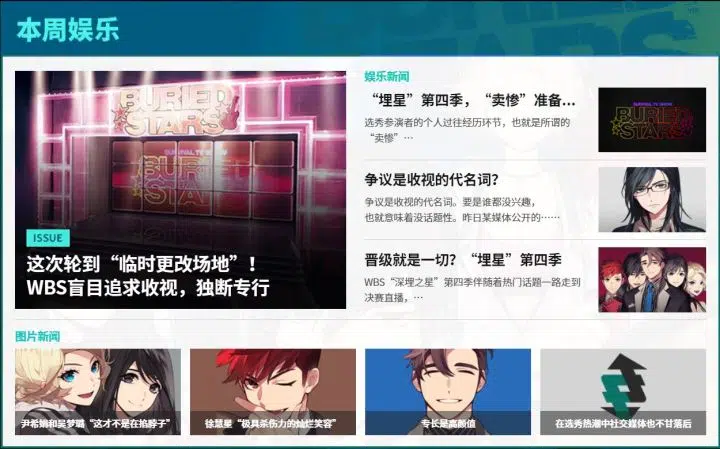 本周娱乐
BURIED
STARS
SURVIVAL TV SHOW
BURIED
STARS
ISSUE
这次轮到“临时更改场地”！
WBS盲目追求收视，独断专行
娱乐新闻
“埋星”第四季，“卖惨”准备...
选秀参演者的个人过往经历环节，也就是所谓的
“卖惨”…
SURVIVAL TV SHOW
BURIED
STARS
争议是收视的代名词？
争议是收视的代名词。要是谁都没兴趣，
也就意味着没话题性。昨日某媒体公开的……
晋级就是一切？“埋星”第四季
WBS“深埋之星”第四季伴随着热门话题一路走到
决赛直播，…
图片新闻
尹希娴和吴梦璐“这才不是在掐脖子”
徐慧星“极具杀伤力的灿烂笑容”
专长是高颜值
在选秀热潮中社交媒体也不甘落后